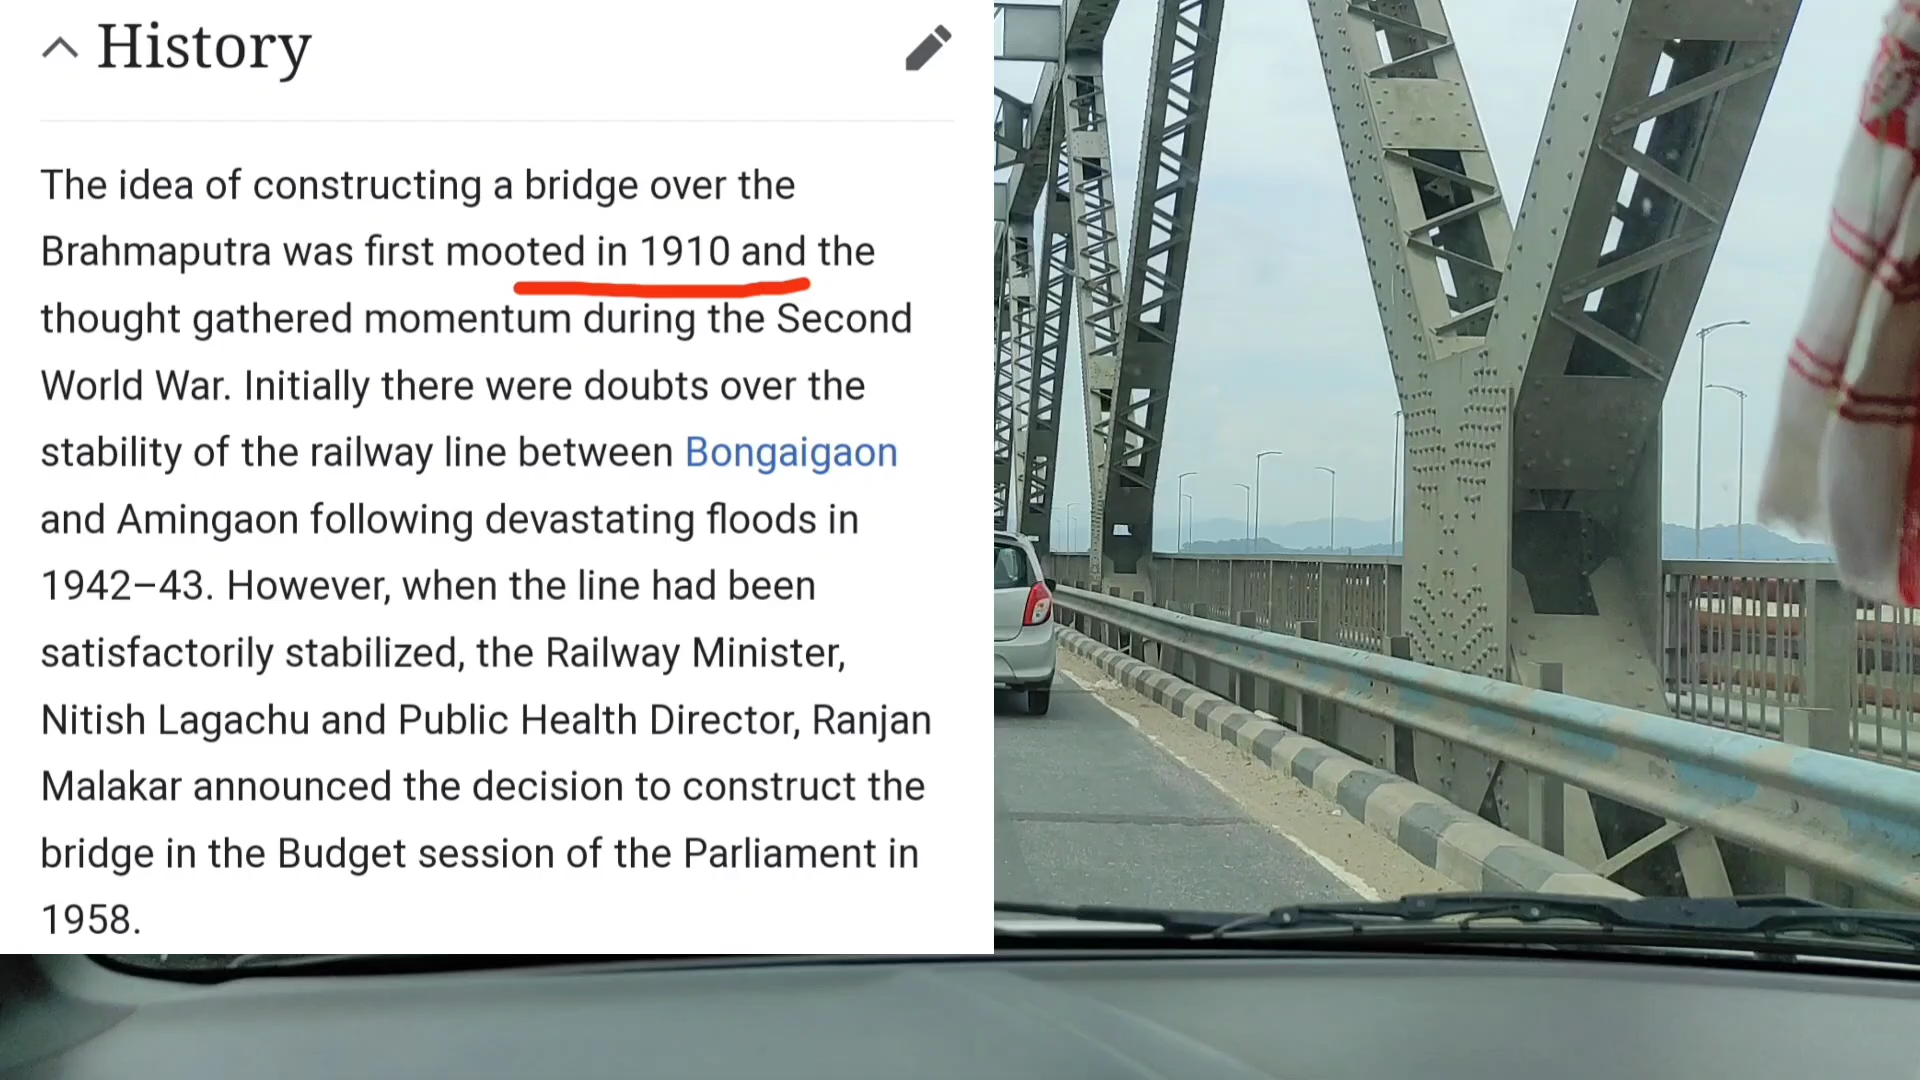 History
The idea of constructing a bridge over the
Brahmaputra was first mooted in 1910 and the
thought gathered momentum during the Second
World War. Initially there were doubts over the
stability of the railway line between Bongaigaon
and Amingaon following devastating floods in
1942–43. However, when the line had been
satisfactorily stabilized, the Railway Minister,
Nitish Lagachu and Public Health Director, Ranjan
Malakar announced the decision to construct the
bridge in the Budget session of the Parliament in
1958.